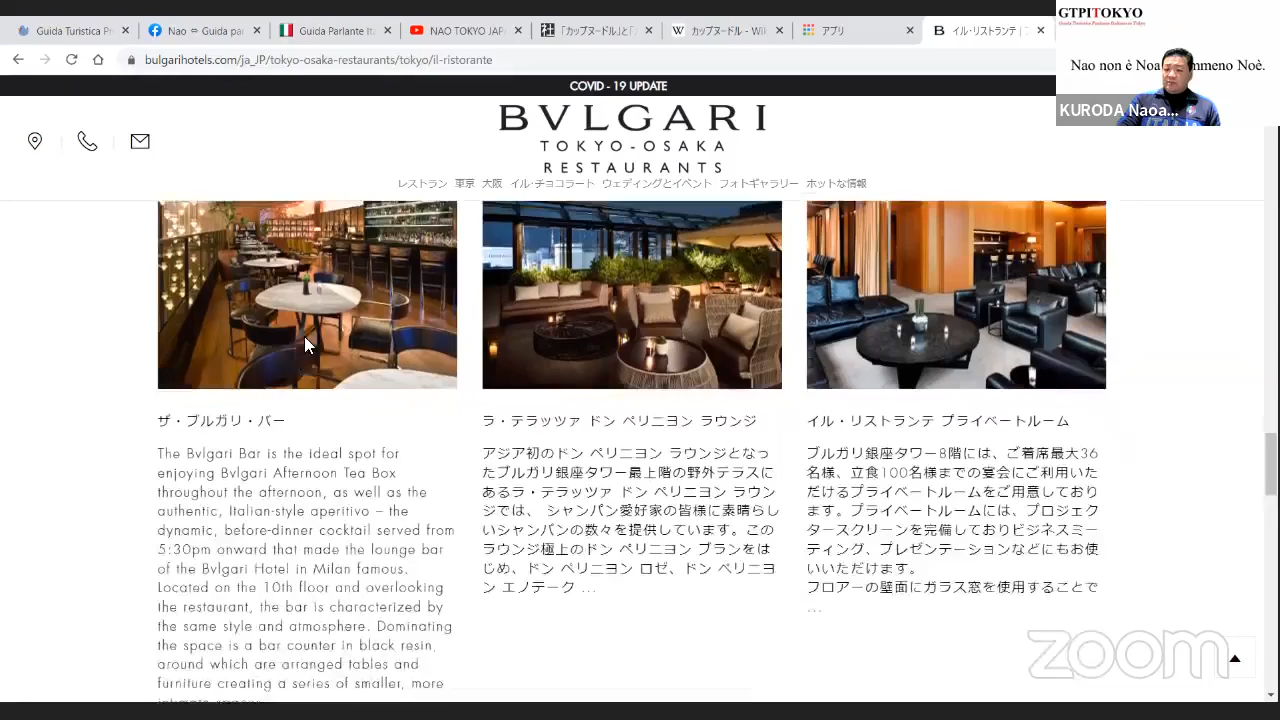 Guida Turistica P
Nao ⇔ Guida par
Guida Parlante It
NaO TOKYO JAP
「カップヌードル」と「
カップヌードル - Wiki
アプリ
イル・リストランテ |
bulgarihotels.com/ja_JP/tokyo-osaka-restaurants/tokyo/il-ristorante
GTPITOKYO
Nao non è Noa
mmeno Noè.
KURODA Naoa...
COVID - 19 UPDATE
BVLGARI
TOKYO-OSAKA
RESTAURANTS
レストラン 東京 大阪 イル・チョコラート ウェディングとイベント フォトギャラリー ホットな情報
ザ・ブルガリ・バー
The Bvlgari Bar is the ideal spot for
enjoying Bvlgari Afternoon Tea Box
throughout the afternoon, as well as the
authentic, Italian-style aperitivo – the
dynamic, before-dinner cocktail served from
5:30pm onward that made the lounge bar
of the Bvlgari Hotel in Milan famous.
Located on the 10th floor and overlooking
the restaurant, the bar is characterized by
the same style and atmosphere. Dominating
the space is a bar counter in black resin,
around which are arranged tables and
furniture creating a series of smaller, more
ラ・テラッツァ ドン ペリニヨン ラウンジ
アジア初のドン ペリニヨン ラウンジとなっ
たブルガリ銀座タワー最上階の野外テラスに
あるラ・テラッツァ ドン ペリニヨン ラウン
ジでは、 シャンパン愛好家の皆様に素晴らし
いシャンパンの数々を提供しています。この
ラウンジ極上のドン ペリニヨン ブランをは
じめ、ドン ペリニヨン ロゼ、ドン ペリニヨ
ン エノテーク ...
イル・リストランテ プライベートルーム
ブルガリ銀座タワー8階には、ご着席最大36
名様、立食100名様までの宴会にご利用いた
だけるプライベートルームをご用意しており
ます。プライベートルームには、プロジェク
タースクリーンを完備しておりビジネスミー
ティング、プレゼンテーションなどにもお使
いいただけます。
フロアーの壁面にガラス窓を使用することで
...
zoom